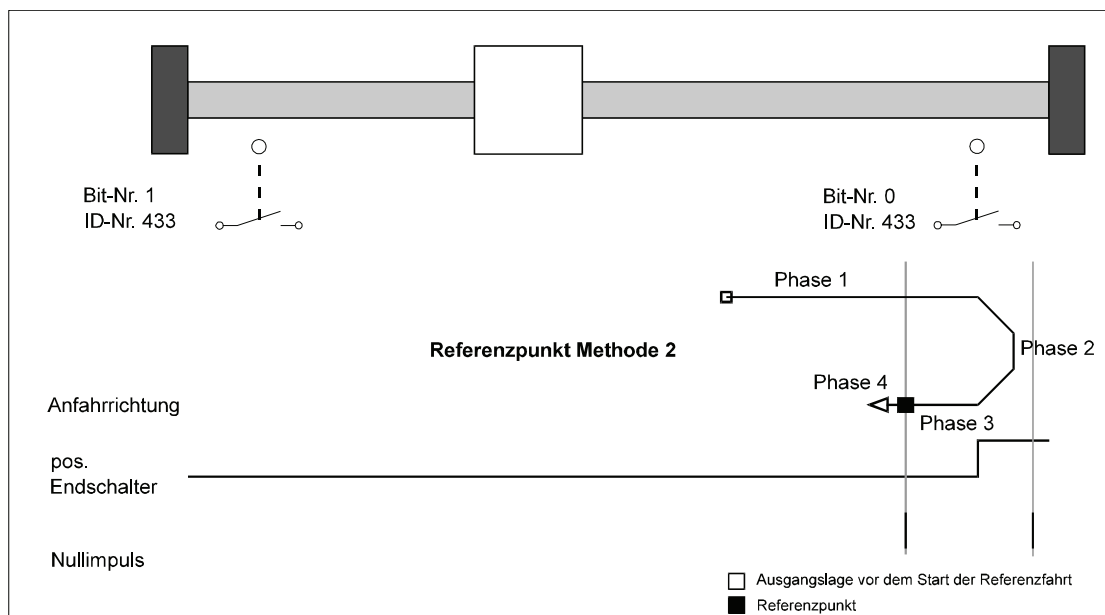 Bit-Nr. 1
ID-Nr. 433
Bit-Nr. 0
ID-Nr. 433
Phase 1
Referenzpunkt Methode 2
Phase 2
Phase 4
Anfahrrichtung
Phase 3
pos.
Endschalter
Nullimpuls
Ausgangslage vor dem Start der Referenzfahrt
Referenzpunkt